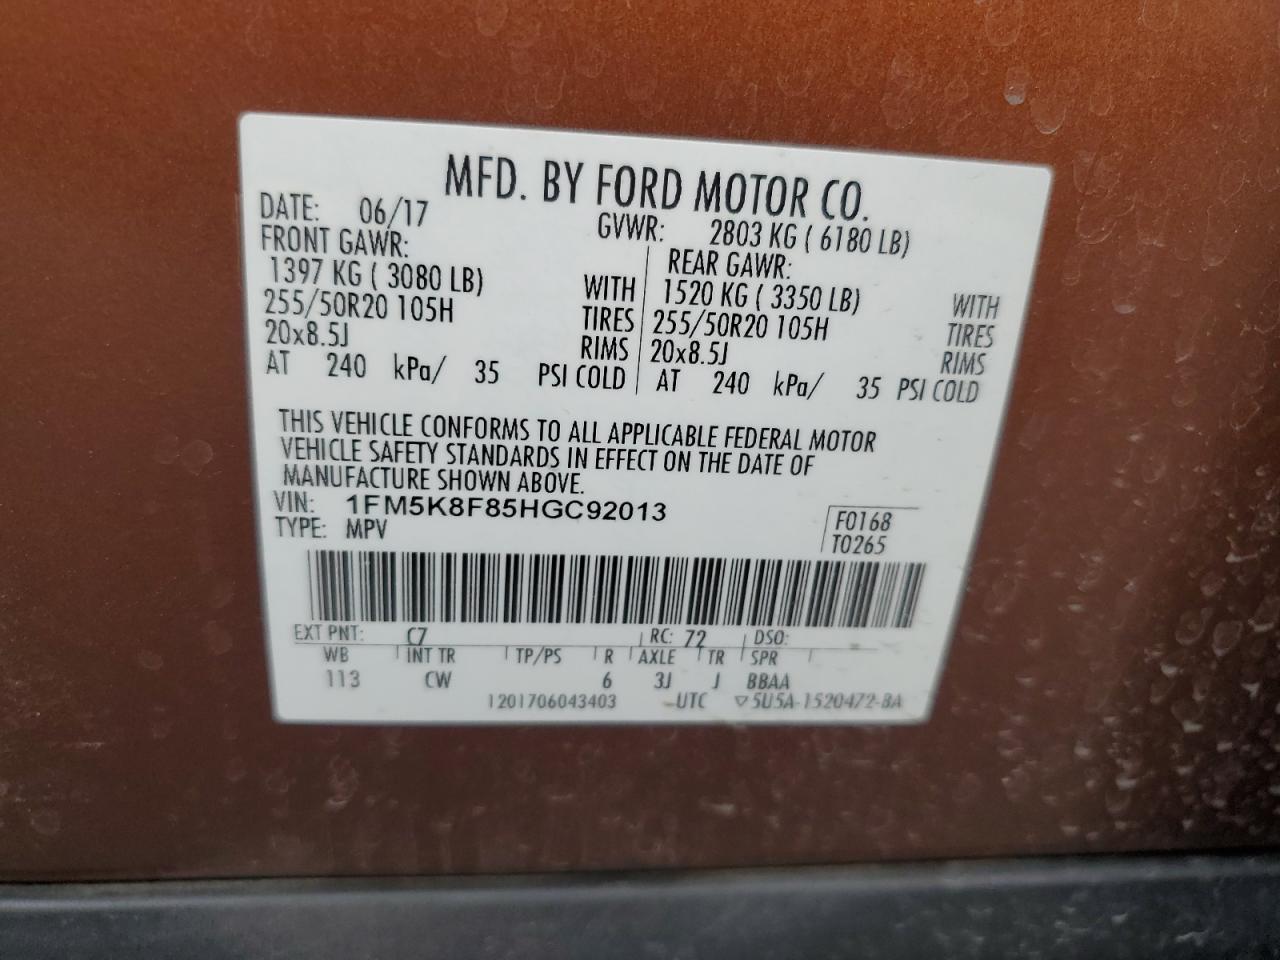 MFD. BY FORD MOTOR CO.
DATE: 06/17 GVWR: 2803 KG ( 6180 LB)
FRONT GAWR: REAR GAWR:
1397 KG ( 3080 LB) WITH 1520 KG ( 3350 LB) WITH
255/50R20 105H TIRES 255/50R20 105H TIRES
20x8.5J RIMS 20x8.5J RIMS
AT 240 kPa/ 35 PSI COLD AT 240 kPa/ 35 PSI COLD
THIS VEHICLE CONFORMS TO ALL APPLICABLE FEDERAL MOTOR
VEHICLE SAFETY STANDARDS IN EFFECT ON THE DATE OF
MANUFACTURE SHOWN ABOVE.
VIN: 1FM5K8F85HGC92013 F0168
TYPE: MPV T0265
EXT PNT: C7 RC: 72 DSO:
WB INT TR TP/PS R AXLE TR SPR
113 CW 6 3J J BBAA
1201706043403 UTC ▽5U5A-1520472-BA